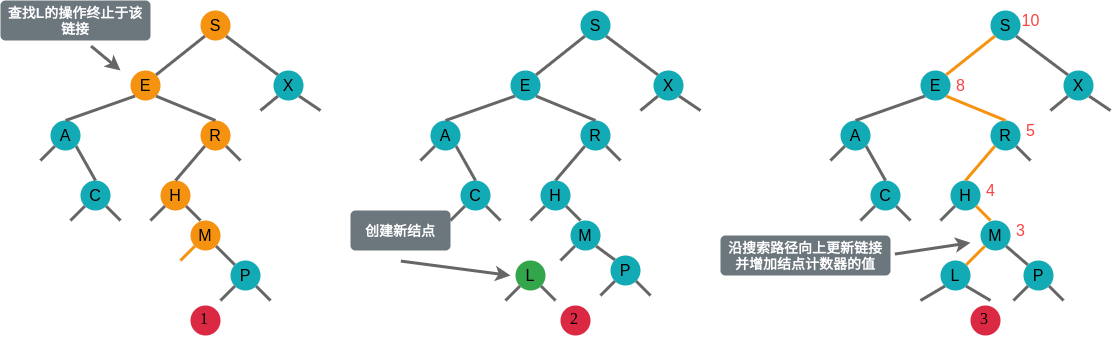 查找L的操作终止于该
链接
S
E
X
A
R
C
H
M
P
1
S
E
X
A
R
C
H
创建新结点
M
L
P
2
S 10
E 8
X
A
R 5
C
H 4
M 3
沿搜索路径向上更新链接
并增加结点计数器的值
L
P
3